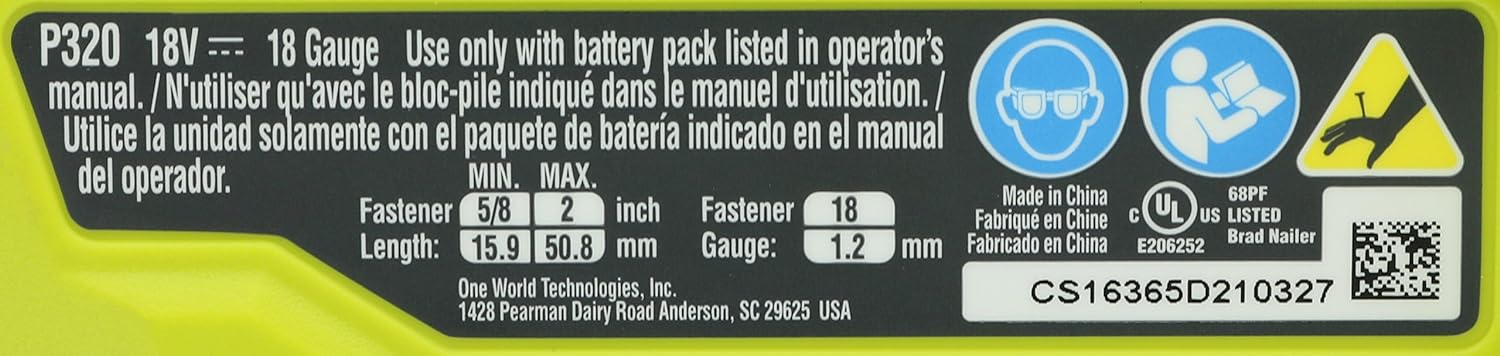 P320 18V 18 Gauge Use only with battery pack listed in operator's
manual. / N'utiliser qu'avec le bloc-pile indiqué dans le manuel d'utilisation. /
Utilice la unidad solamente con el paquete de batería indicado en el manual
del operador.
MIN. MAX.
Fastener 5/8 2 inch
Length: 15.9 50.8 mm
Fastener 18
Gauge: 1.2 mm
One World Technologies, Inc.
1428 Pearman Dairy Road Anderson, SC 29625 USA
Made in China
Fabriqué en Chine
Fabricado en China
C UL US
E206252
68PF
LISTED
Brad Nailer
CS16365D210327